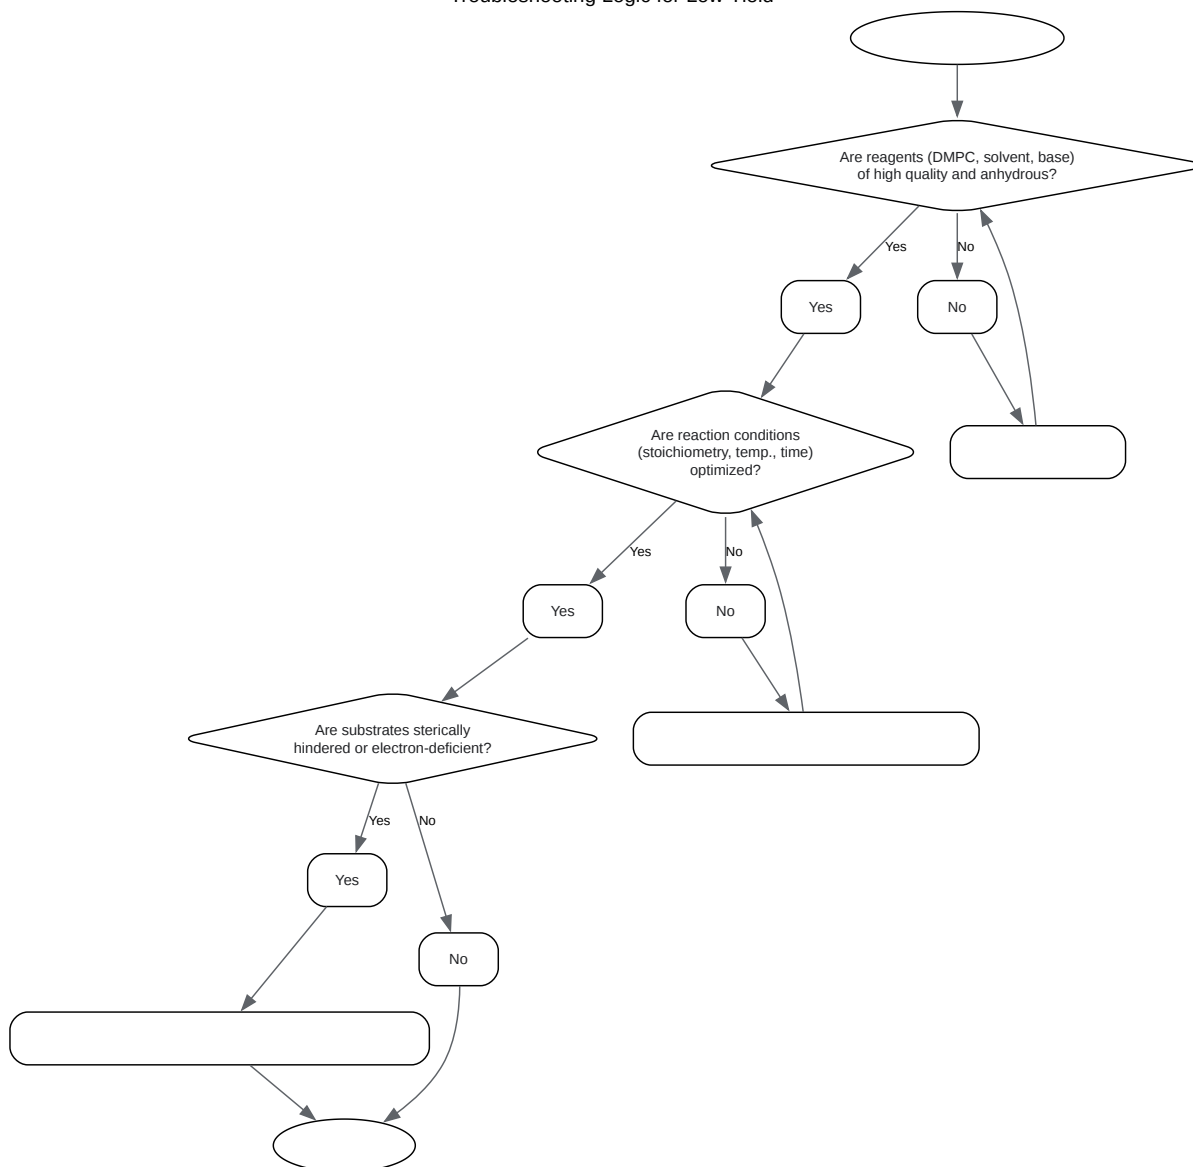 Troubleshooting Logic for Low Yield
Are reagents (DMPC, solvent, base)
of high quality and anhydrous?
Yes
No
Yes
No
Are reaction conditions
(stoichiometry, temp., time)
optimized?
Yes
No
Yes
No
Are substrates sterically
hindered or electron-deficient?
Yes
No
Yes
No